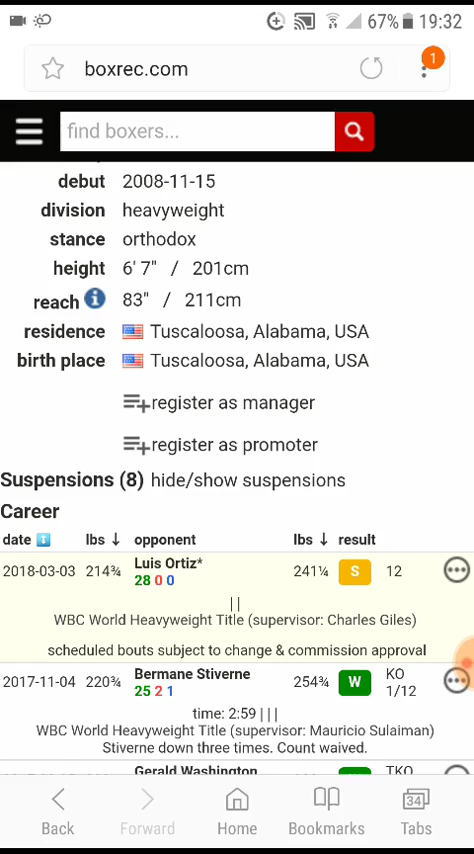 67% 19:32
boxrec.com
1
find boxers...
debut 2008-11-15
division heavyweight
stance orthodox
height 6' 7" / 201cm
reach i 83" / 211cm
residence Tuscaloosa, Alabama, USA
birth place Tuscaloosa, Alabama, USA
register as manager
register as promoter
Suspensions (8) hide/show suspensions
Career
date lbs ↓ opponent lbs ↓ result
2018-03-03 214¾ Luis Ortiz* 241¼ S 12
28 0 0
| |
WBC World Heavyweight Title (supervisor: Charles Giles)
scheduled bouts subject to change & commission approval
2017-11-04 220¾ Bermane Stiverne 254¾ W KO
25 2 1 1/12
time: 2:59 | | |
WBC World Heavyweight Title (supervisor: Mauricio Sulaiman)
Stiverne down three times. Count waived.
Gerald Washington TKO
34
Back Forward Home Bookmarks Tabs